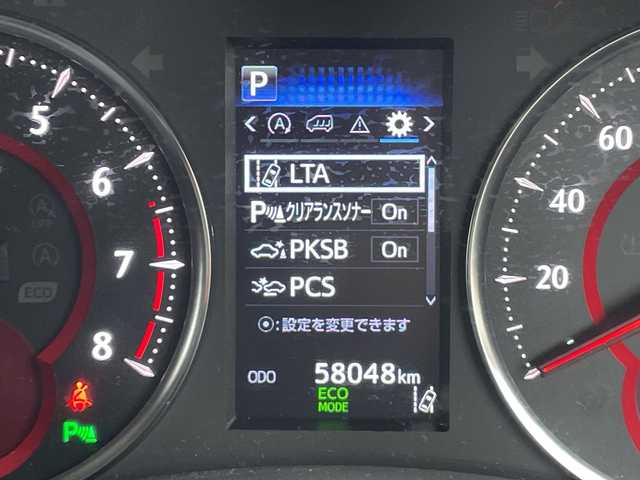 P
A
LTA
P クリアランスソナー On
PKSB On
PCS
:設定を変更できます
ODO 58048km
ECO
MODE
5
6
7
8
ECO
P
60
40
20